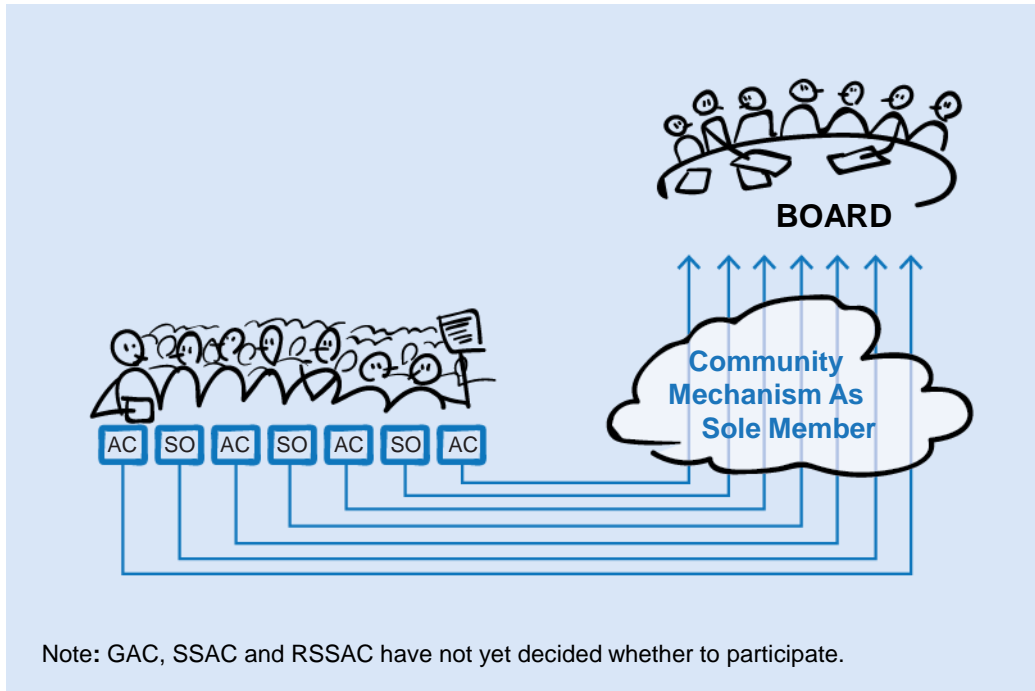 BOARD
Community
Mechanism As
Sole Member
AC SO AC SO AC SO AC
Note: GAC, SSAC and RSSAC have not yet decided whether to participate.